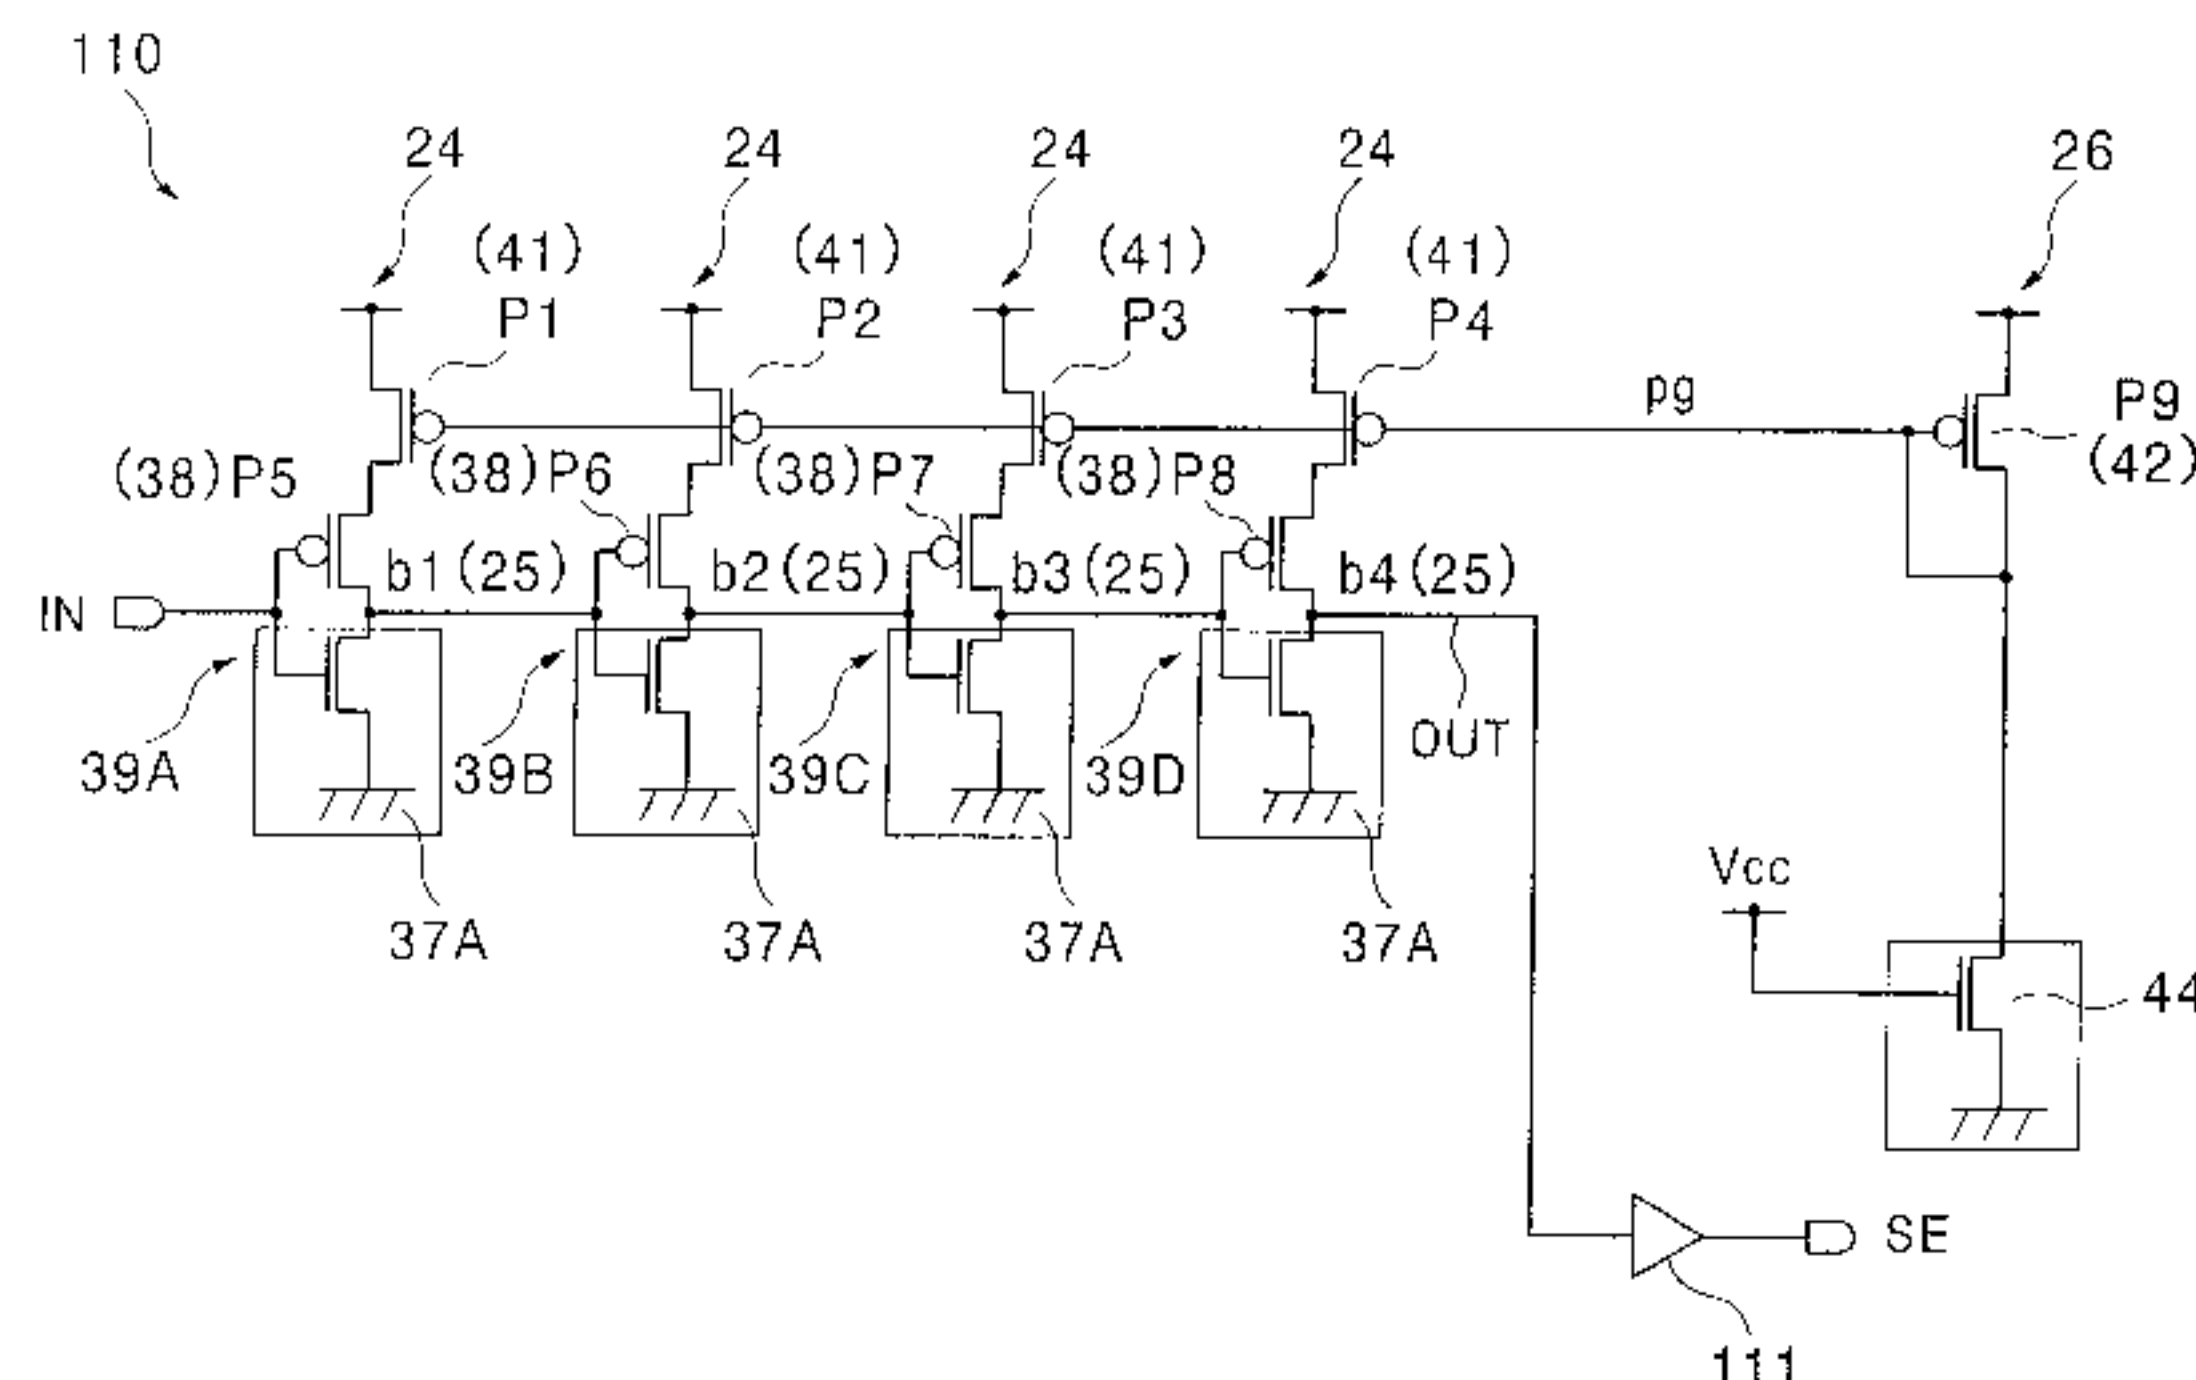 110
24 24 24 24 26
(41) (41) (41) (41)
P1 P2 P3 P4
pg P9
(42)
(38)P5 (38)P6 (38)P7 (38)P8
b1(25) b2(25) b3(25) b4(25)
IN
OUT
39A 39B 39C 39D
Vcc
37A 37A 37A 37A
44
SE
111